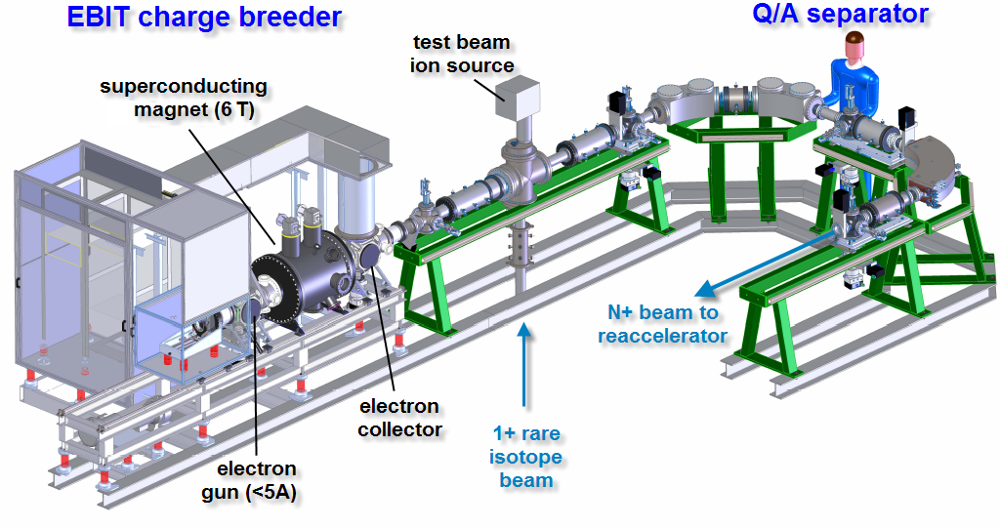 EBIT charge breeder
Q/A separator
test beam
ion source
superconducting
magnet (6 T)
N+ beam to
reaccelerator
electron
collector
1+ rare
isotope
beam
electron
gun (<5A)